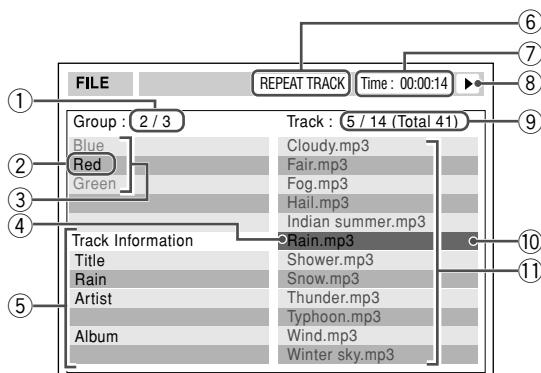 ⑥
⑦
FILE REPEAT TRACK Time : 00:00:14 ⑧
①
Group : 2 / 3 Track : 5 / 14 (Total 41) ⑨
Blue Cloudy.mp3
② Red Fair.mp3
Green Fog.mp3
③ Hail.mp3
④ Indian summer.mp3
Track Information Rain.mp3 ⑩
Title Shower.mp3 ⑪
Rain Snow.mp3
⑤ Artist Thunder.mp3
Typhoon.mp3
Album Wind.mp3
Winter sky.mp3